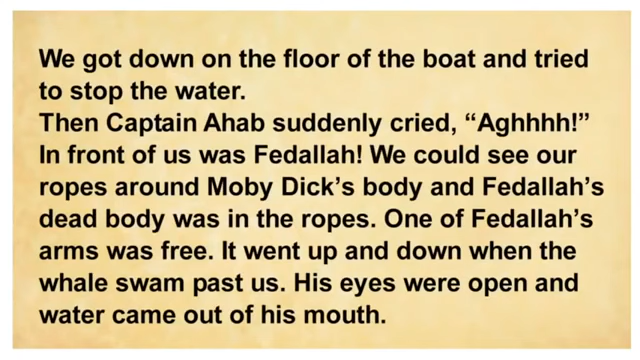 We got down on the floor of the boat and tried
to stop the water.
Then Captain Ahab suddenly cried, “Aghhhh!”
In front of us was Fedallah! We could see our
ropes around Moby Dick’s body and Fedallah’s
dead body was in the ropes. One of Fedallah’s
arms was free. It went up and down when the
whale swam past us. His eyes were open and
water came out of his mouth.